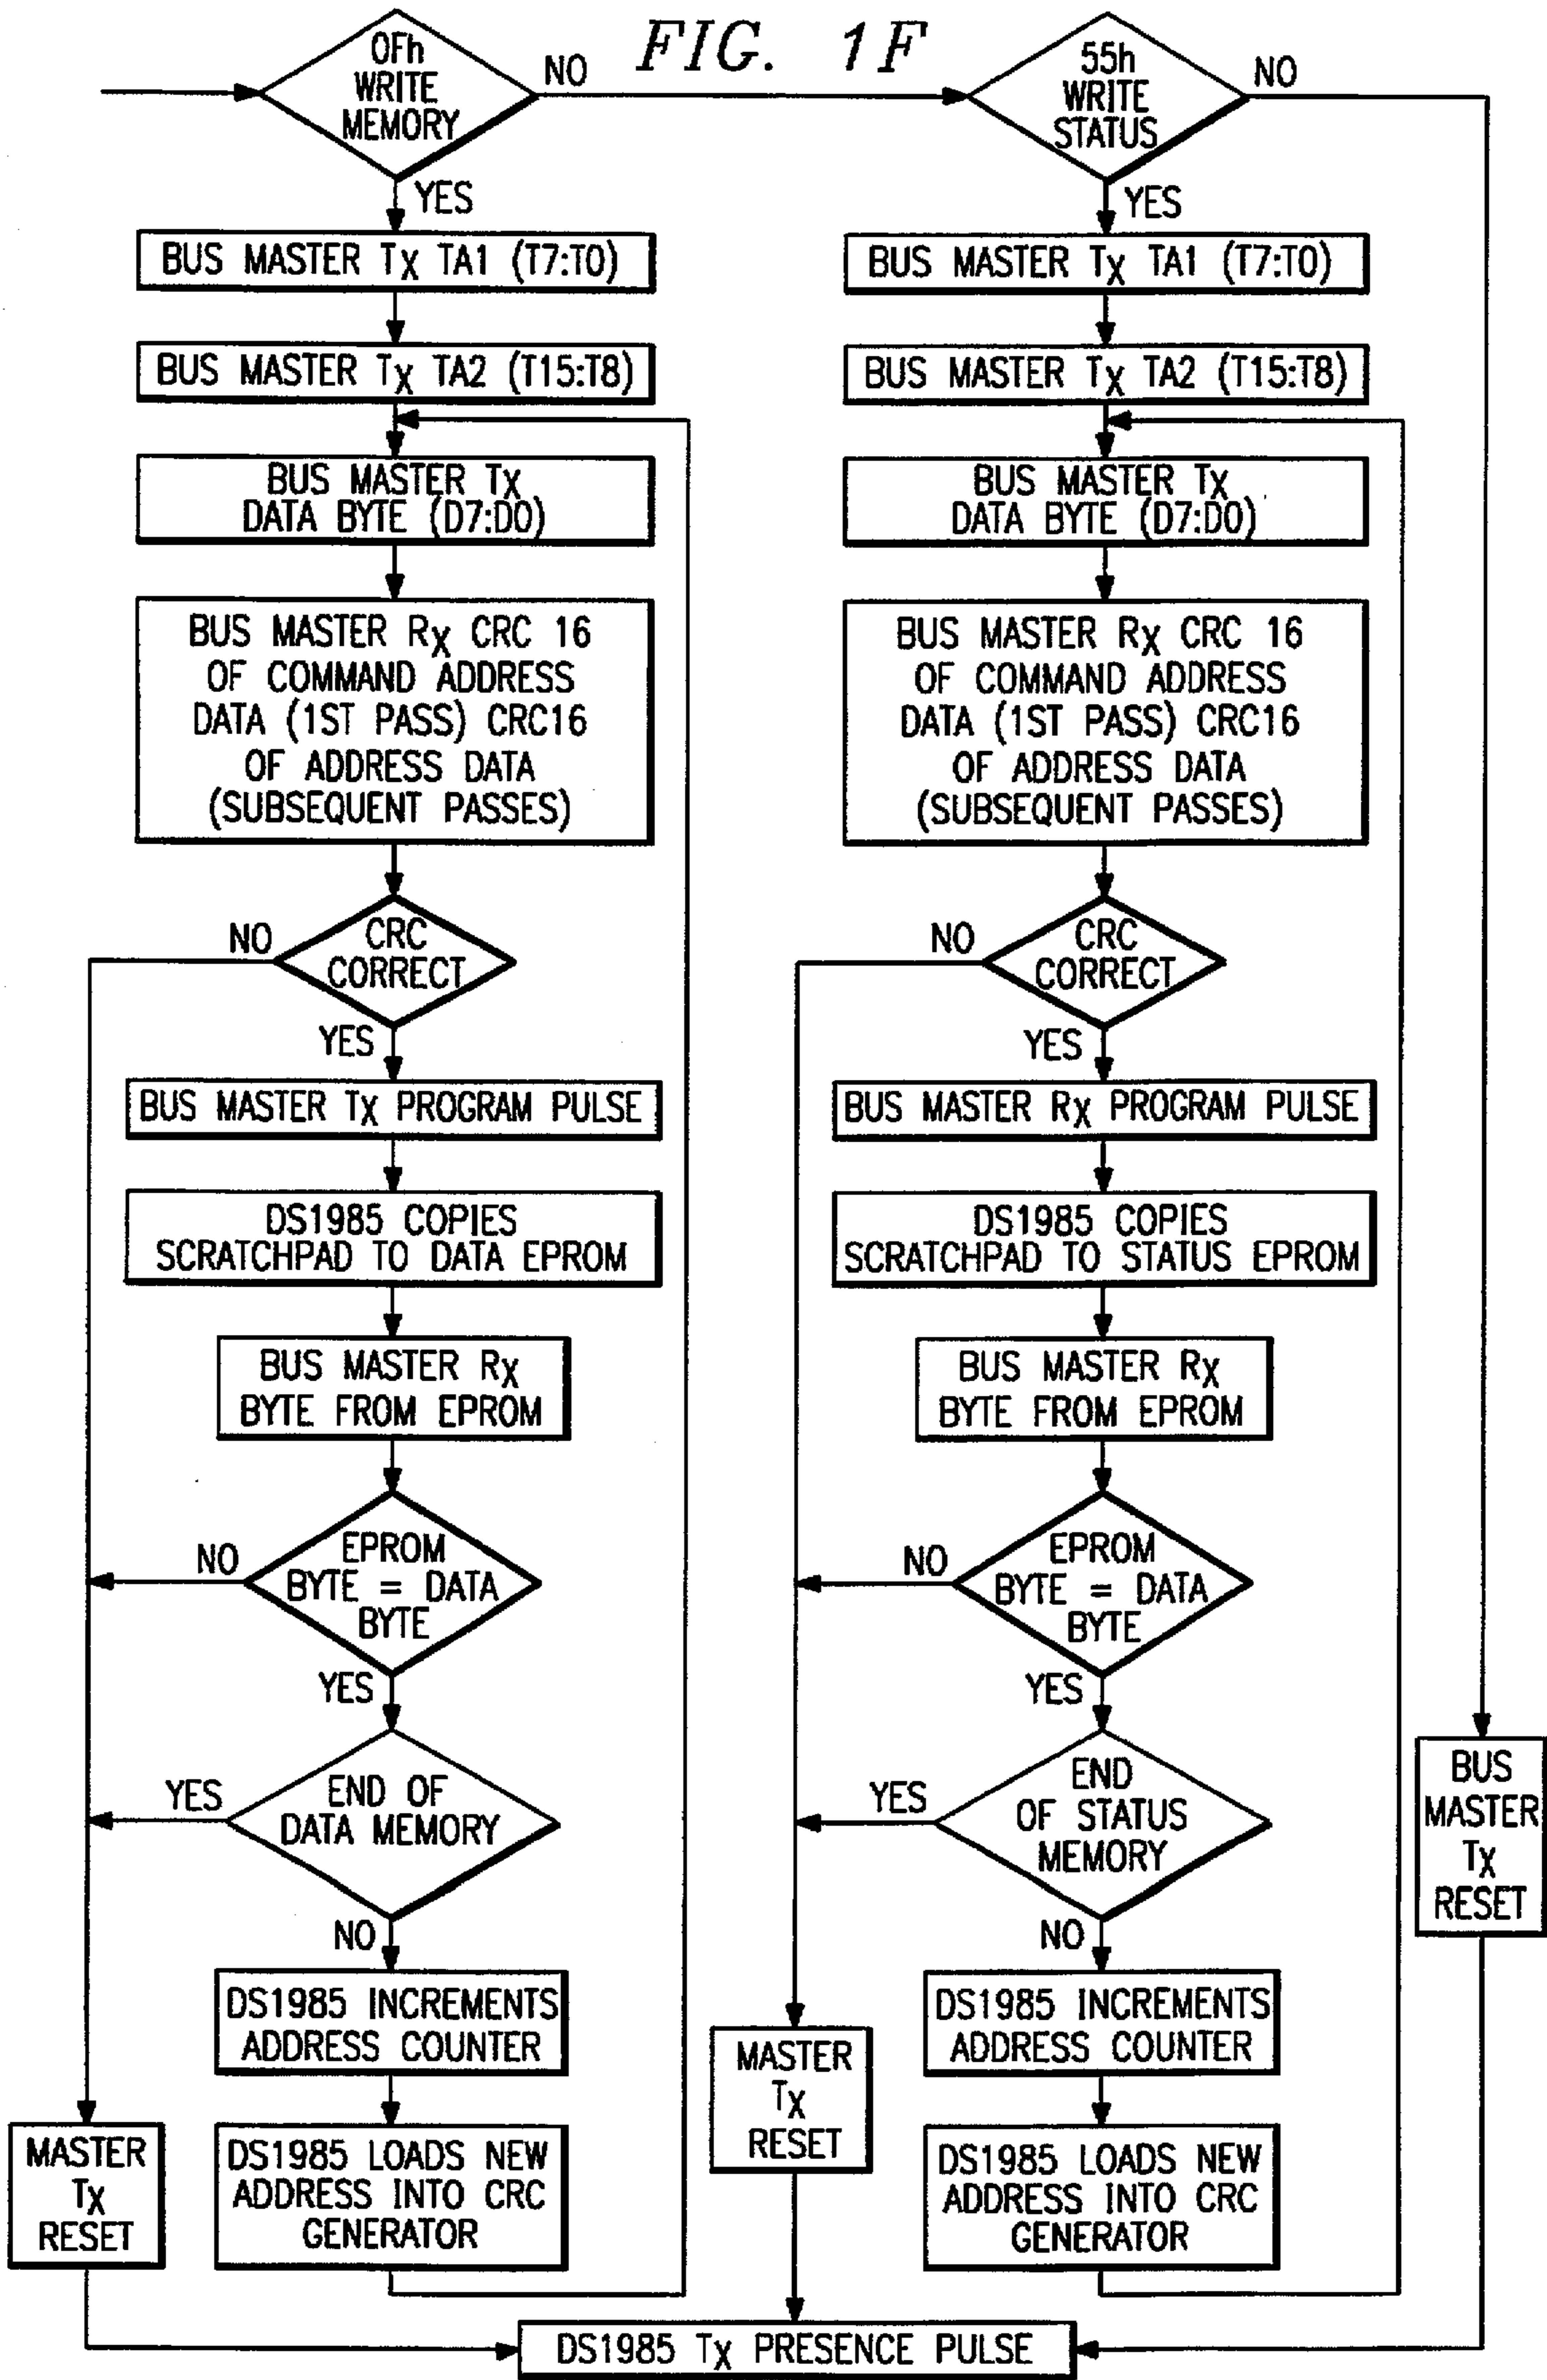 FIG. 1F
0Fh
WRITE
MEMORY
NO
YES
BUS MASTER TX TA1 (T7:T0)
BUS MASTER TX TA2 (T15:T8)
BUS MASTER TX
DATA BYTE (D7:D0)
BUS MASTER RX CRC 16
OF COMMAND ADDRESS
DATA (1ST PASS) CRC16
OF ADDRESS DATA
(SUBSEQUENT PASSES)
NO
CRC
CORRECT
YES
BUS MASTER TX PROGRAM PULSE
DS1985 COPIES
SCRATCHPAD TO DATA EPROM
BUS MASTER RX
BYTE FROM EPROM
NO
EPROM
BYTE = DATA
BYTE
YES
YES
END OF
DATA MEMORY
NO
DS1985 INCREMENTS
ADDRESS COUNTER
DS1985 LOADS NEW
ADDRESS INTO CRC
GENERATOR
MASTER
TX
RESET
55h
WRITE
STATUS
NO
YES
BUS MASTER TX TA1 (T7:T0)
BUS MASTER TX TA2 (T15:T8)
BUS MASTER TX
DATA BYTE (D7:D0)
BUS MASTER RX CRC 16
OF COMMAND ADDRESS
DATA (1ST PASS) CRC16
OF ADDRESS DATA
(SUBSEQUENT PASSES)
NO
CRC
CORRECT
YES
BUS MASTER RX PROGRAM PULSE
DS1985 COPIES
SCRATCHPAD TO STATUS EPROM
BUS MASTER RX
BYTE FROM EPROM
NO
EPROM
BYTE = DATA
BYTE
YES
YES
END
OF STATUS
MEMORY
NO
DS1985 INCREMENTS
ADDRESS COUNTER
DS1985 LOADS NEW
ADDRESS INTO CRC
GENERATOR
MASTER
TX
RESET
BUS
MASTER
TX
RESET
DS1985 TX PRESENCE PULSE